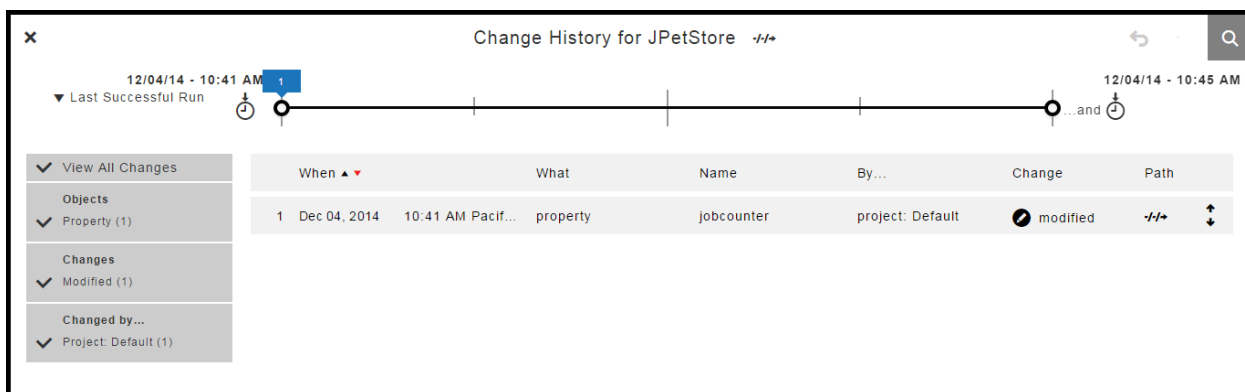 Change History for JPetStore
12/04/14 - 10:41 AM
1
12/04/14 - 10:45 AM
Last Successful Run
...and
View All Changes
When
What
Name
By...
Change
Path
Objects
Property (1)
1 Dec 04, 2014 10:41 AM Pacif... property jobcounter project: Default modified
Changes
Modified (1)
Changed by...
Project: Default (1)